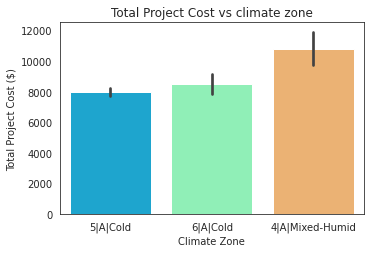 Total Project Cost vs climate zone
Total Project Cost ($)
12000
10000
8000
6000
4000
2000
0
5|A|Cold
6|A|Cold
4|A|Mixed-Humid
Climate Zone